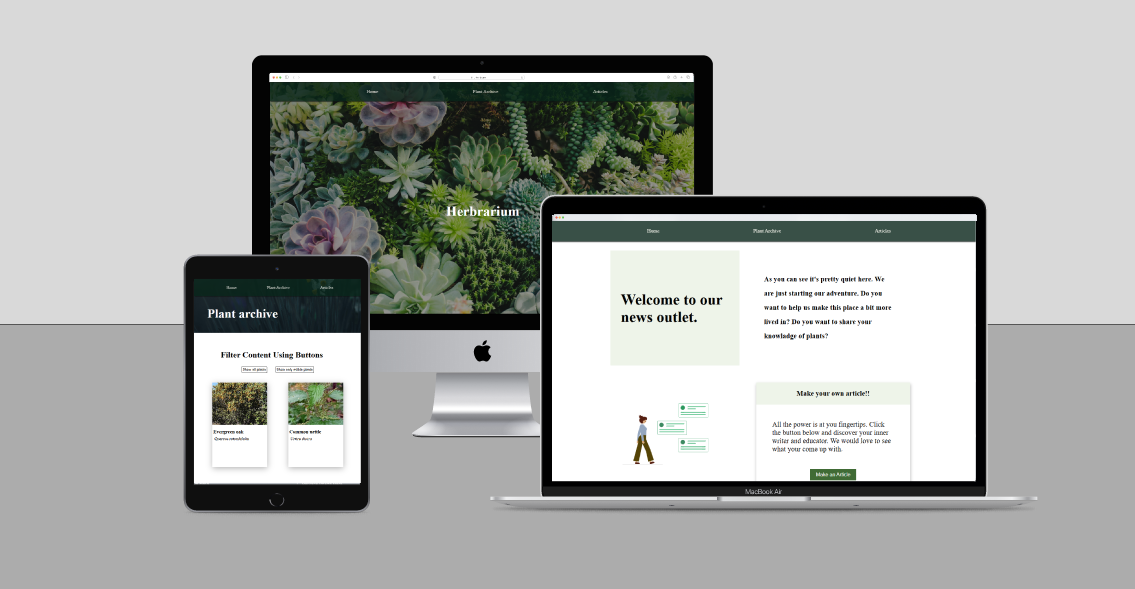 Home Plant Archive Articles
Herbrarium
Home Plant Archive Articles
Plant archive
Filter Content Using Buttons
Show all plants Show only edible plants
Evergreen oak
Common nettle
Urtica dioica
Home Plant Archive Articles
Welcome to our
news outlet.
As you can see it's pretty quiet here. We
are just starting our adventure. Do you
want to help us make this place a bit more
lived in? Do you want to share your
knowladge of plants?
Make your own article!!
All the power is at you fingertips. Click
the button below and discover your inner
writer and educator. We would love to see
what your come up with.
Make an Article
MacBook Air